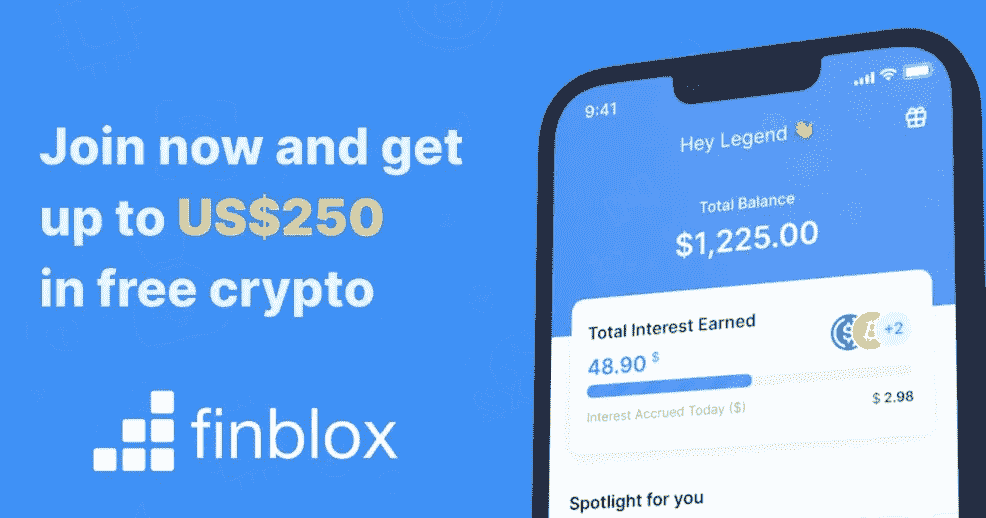 Join now and get
up to US$250
in free crypto
finblox
9:41
Hey Legend 👋
Total Balance
$1,225.00
Total Interest Earned
+2
48.90 $
Interest Accrued Today ($)
$ 2.98
Spotlight for you